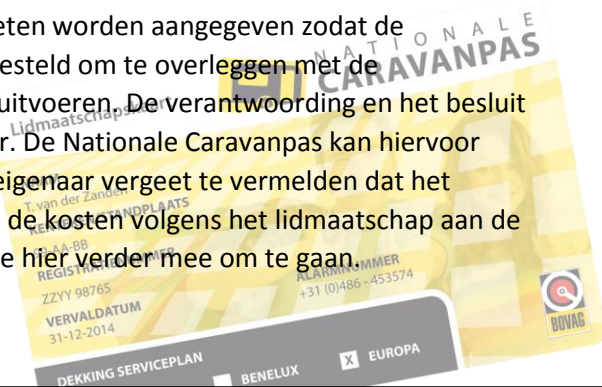 eten worden aangegeven zodat de
esteld om te overleggen met de
uitvoeren. De verantwoording en het besluit
r. De Nationale Caravanpas kan hiervoor
eigenaar vergeet te vermelden dat het
de kosten volgens het lidmaatschap aan de
e hier verder mee om te gaan.
NATIONALE
CARAVANPAS
Lidmaatschapskaart
T. van der Zanden
-AA-BB
ZZYY 98765
VERVALDATUM
31-12-2014
ALARMNUMMER
+31 (0)486 - 453574
BOVAG
DEKKING SERVICEPLAN
BENELUX
X EUROPA